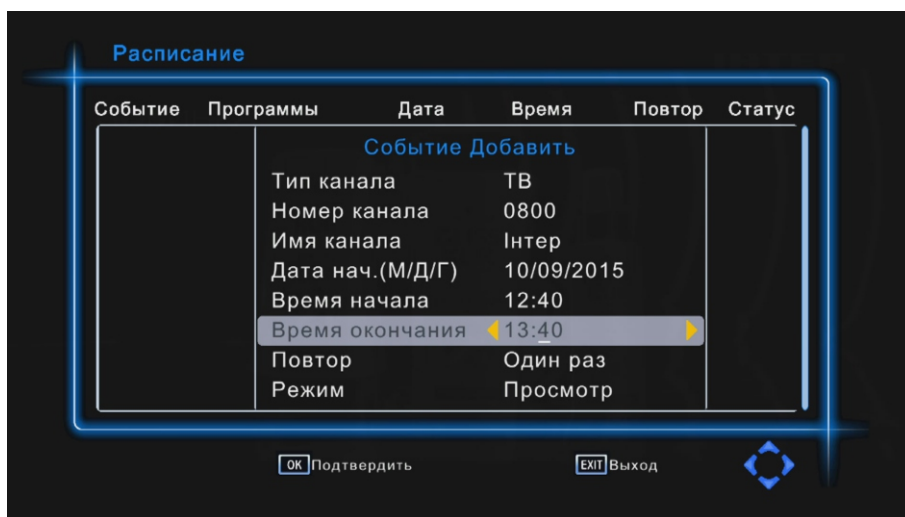 Расписание
Событие Программы Дата Время Повтор Статус
Событие Добавить
Тип канала ТВ
Номер канала 0800
Имя канала Інтер
Дата нач.(М/Д/Г) 10/09/2015
Время начала 12:40
Время окончания 13:40
Повтор Один раз
Режим Просмотр
OK Подтвердить EXIT Выход